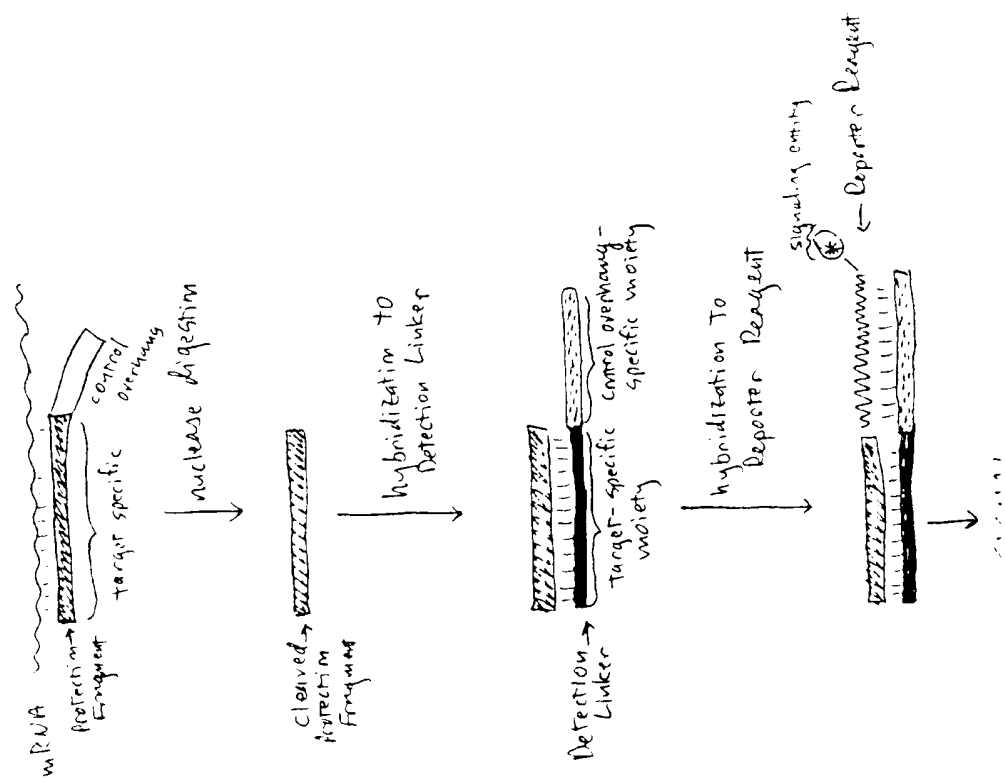 mRNA
Protection
Fragment
target specific
control
overhang
nuclease digestion
Cleaved
Protection
Fragment
hybridization to
Detection Linker
Detection
Linker
target-specific
moiety
control overhang-
specific moiety
hybridization To
Reporter Reagent
signaling entity
*
Reporter Reagent